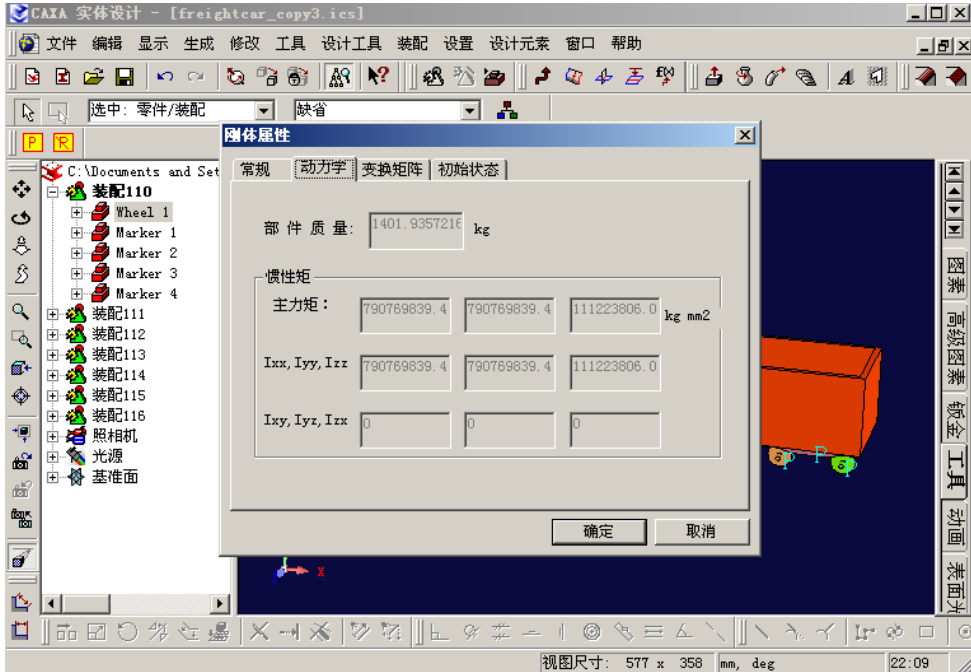 CAXA 实体设计 - [freightcar_copy3.ics]
文件 编辑 显示 生成 修改 工具 设计工具 装配 设置 设计元素 窗口 帮助
选中: 零件/装配 缺省
P R
刚体属性
常规 动力学 变换矩阵 初始状态
部 件 质 量: 1401.9357216 kg
惯性矩
主力矩： 790769839.4 790769839.4 111223806.0 kg mm2
Ixx, Iyy, Izz 790769839.4 790769839.4 111223806.0
Ixy, Iyz, Izx 0 0 0
确定 取消
C:\Documents and Set
装配110
Wheel 1
Marker 1
Marker 2
Marker 3
Marker 4
装配111
装配112
装配113
装配114
装配115
装配116
照相机
光源
基准面
P P P
X
图素
高级图素
钣金
工具
动画
表面光
视图尺寸: 577 x 358 mm, deg 22:09